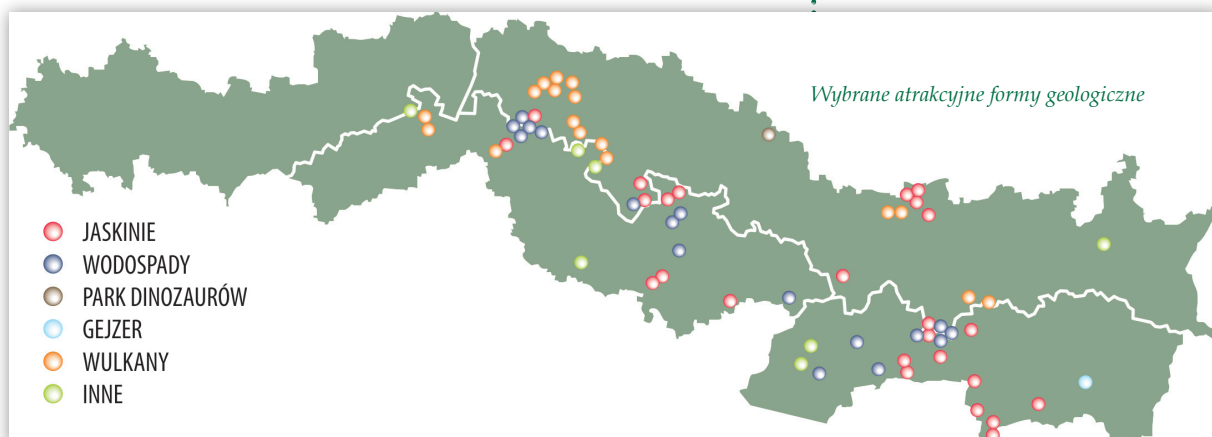 Wybrane atrakcyjne formy geologiczne
JASKINIE
WODOSPADY
PARK DINOZAURÓW
GEJZER
WULKANY
INNE